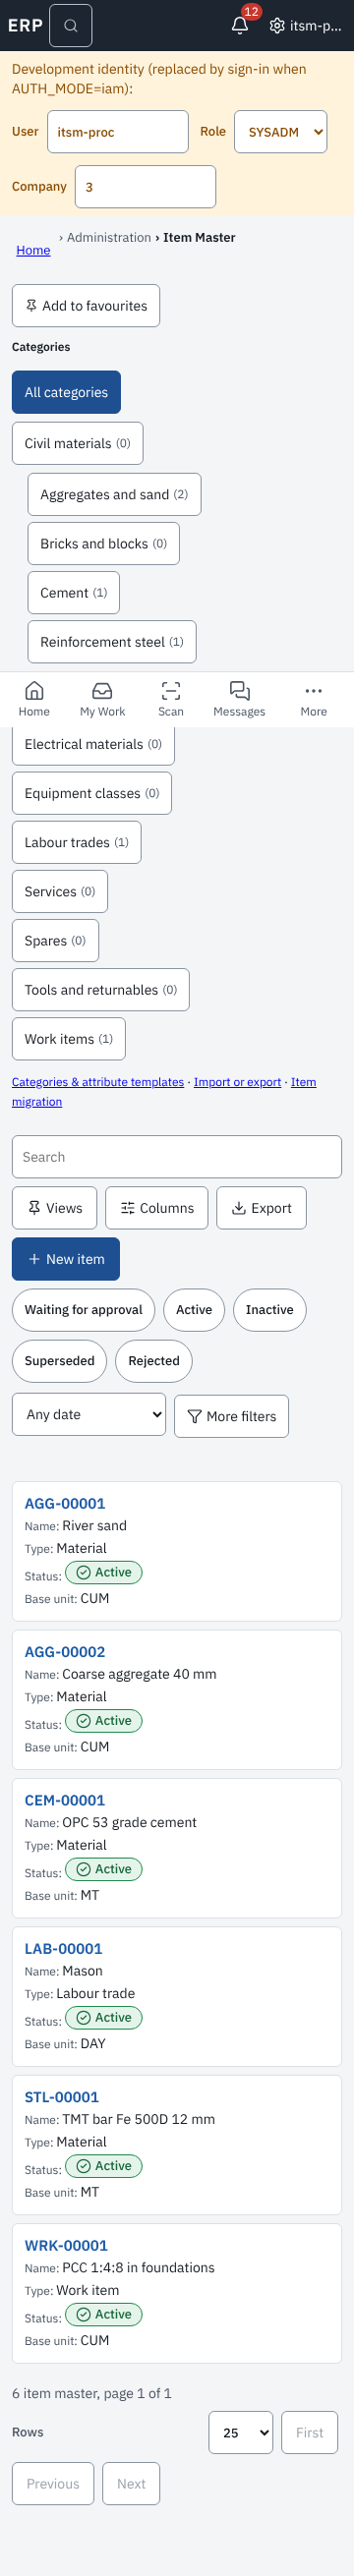 ERP
12
itsm-p...
Development identity (replaced by sign-in when
AUTH_MODE=iam):
User itsm-proc Role SYSADM
Company 3
Home › Administration › Item Master
Add to favourites
Categories
All categories
Civil materials (0)
Aggregates and sand (2)
Bricks and blocks (0)
Cement (1)
Reinforcement steel (1)
Home My Work Scan Messages More
Electrical materials (0)
Equipment classes (0)
Labour trades (1)
Services (0)
Spares (0)
Tools and returnables (0)
Work items (1)
Categories & attribute templates · Import or export · Item
migration
Search
Views Columns Export
New item
Waiting for approval Active Inactive
Superseded Rejected
Any date More filters
AGG-00001
Name: River sand
Type: Material
Status: Active
Base unit: CUM
AGG-00002
Name: Coarse aggregate 40 mm
Type: Material
Status: Active
Base unit: CUM
CEM-00001
Name: OPC 53 grade cement
Type: Material
Status: Active
Base unit: MT
LAB-00001
Name: Mason
Type: Labour trade
Status: Active
Base unit: DAY
STL-00001
Name: TMT bar Fe 500D 12 mm
Type: Material
Status: Active
Base unit: MT
WRK-00001
Name: PCC 1:4:8 in foundations
Type: Work item
Status: Active
Base unit: CUM
6 item master, page 1 of 1
Rows 25 First
Previous Next